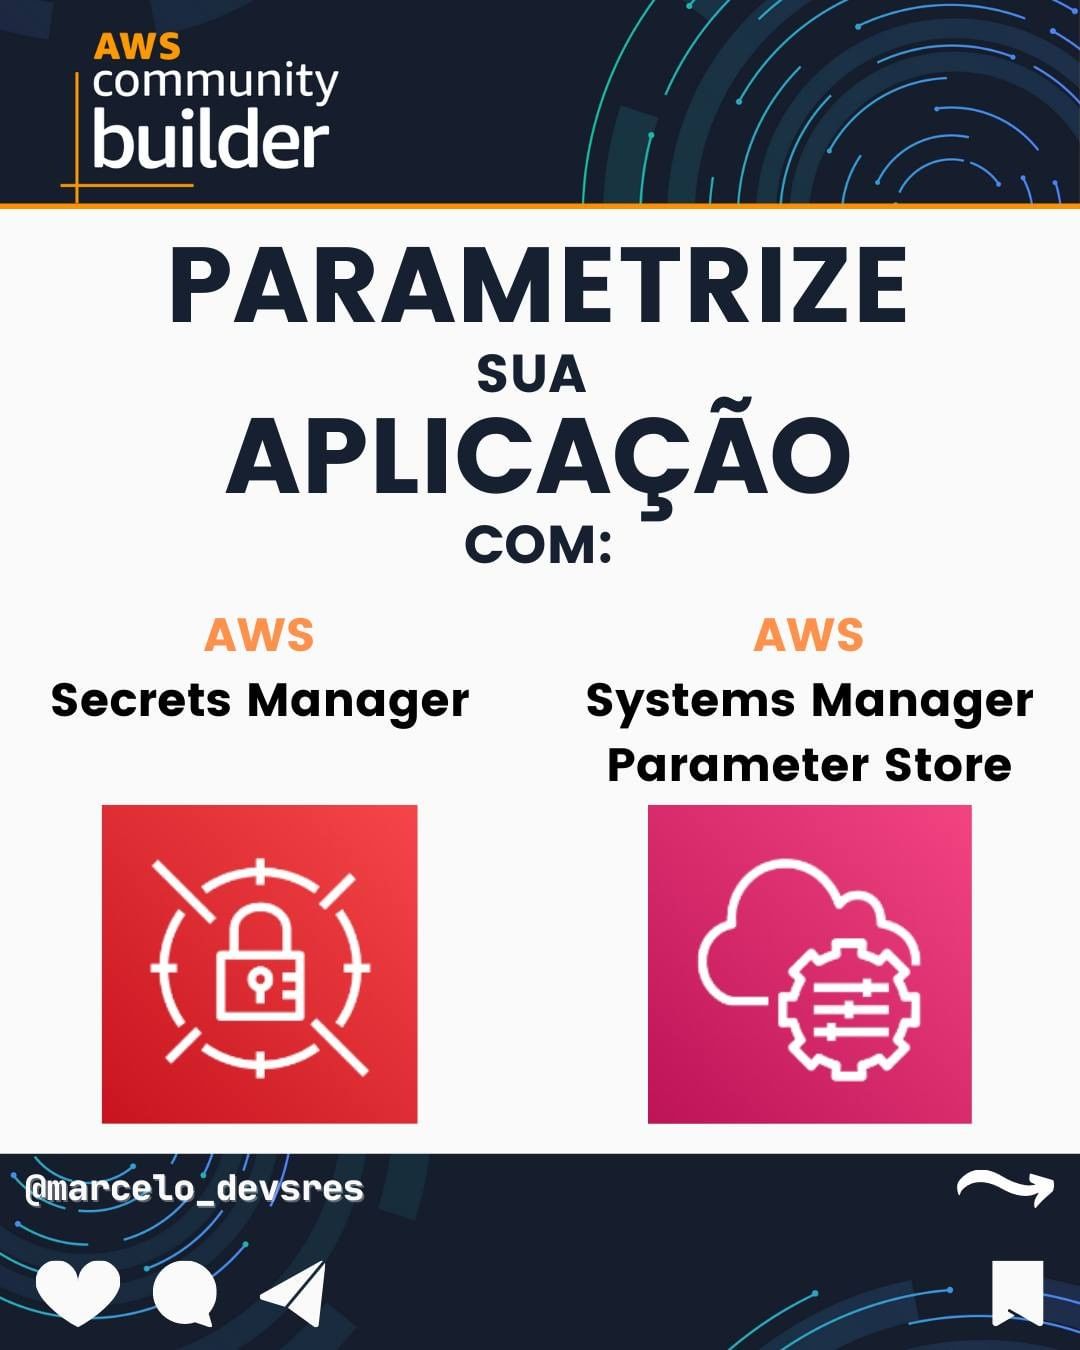 AWS
community
builder
PARAMETRIZE
SUA
APLICAÇÃO
COM:
AWS
Secrets Manager
AWS
Systems Manager
Parameter Store
@marcelo_devsres